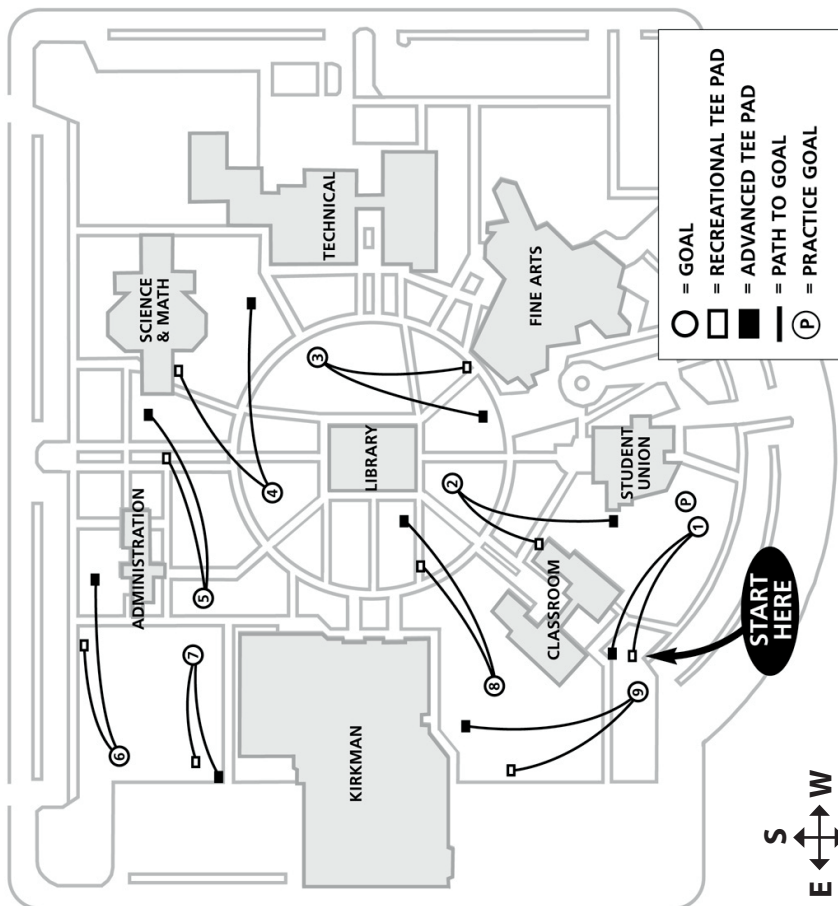 SCIENCE
& MATH
TECHNICAL
FINE ARTS
ADMINISTRATION
LIBRARY
STUDENT
UNION
CLASSROOM
KIRKMAN
1
2
3
4
5
6
7
8
9
P
START
HERE
= GOAL
= RECREATIONAL TEE PAD
= ADVANCED TEE PAD
= PATH TO GOAL
P = PRACTICE GOAL
S
E
W